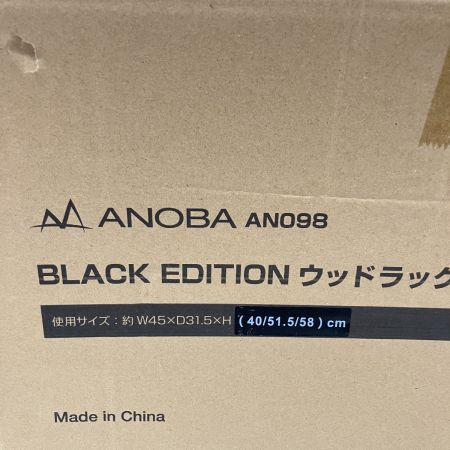 ANOBA AN098
BLACK EDITION ウッドラック
使用サイズ：約 W45×D31.5×H (40/51.5/58) cm
Made in China